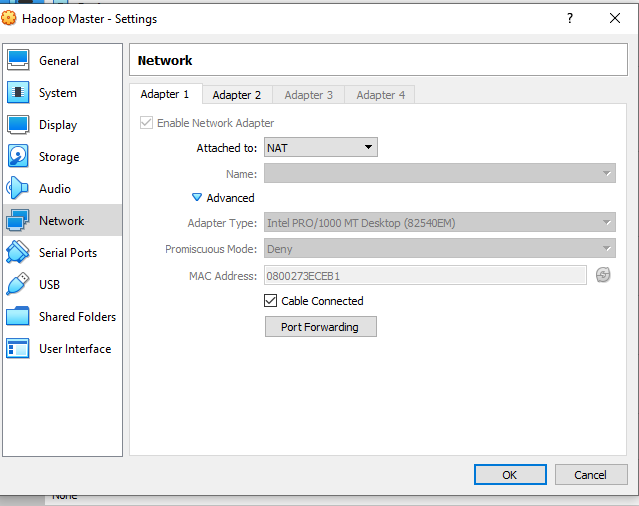 Hadoop Master - Settings
?
General
System
Display
Storage
Audio
Network
Serial Ports
USB
Shared Folders
User Interface
Network
Adapter 1 Adapter 2 Adapter 3 Adapter 4
Enable Network Adapter
Attached to: NAT
Name:
Advanced
Adapter Type: Intel PRO/1000 MT Desktop (82540EM)
Promiscuous Mode: Deny
MAC Address: 0800273ECEB1
Cable Connected
Port Forwarding
OK Cancel
None